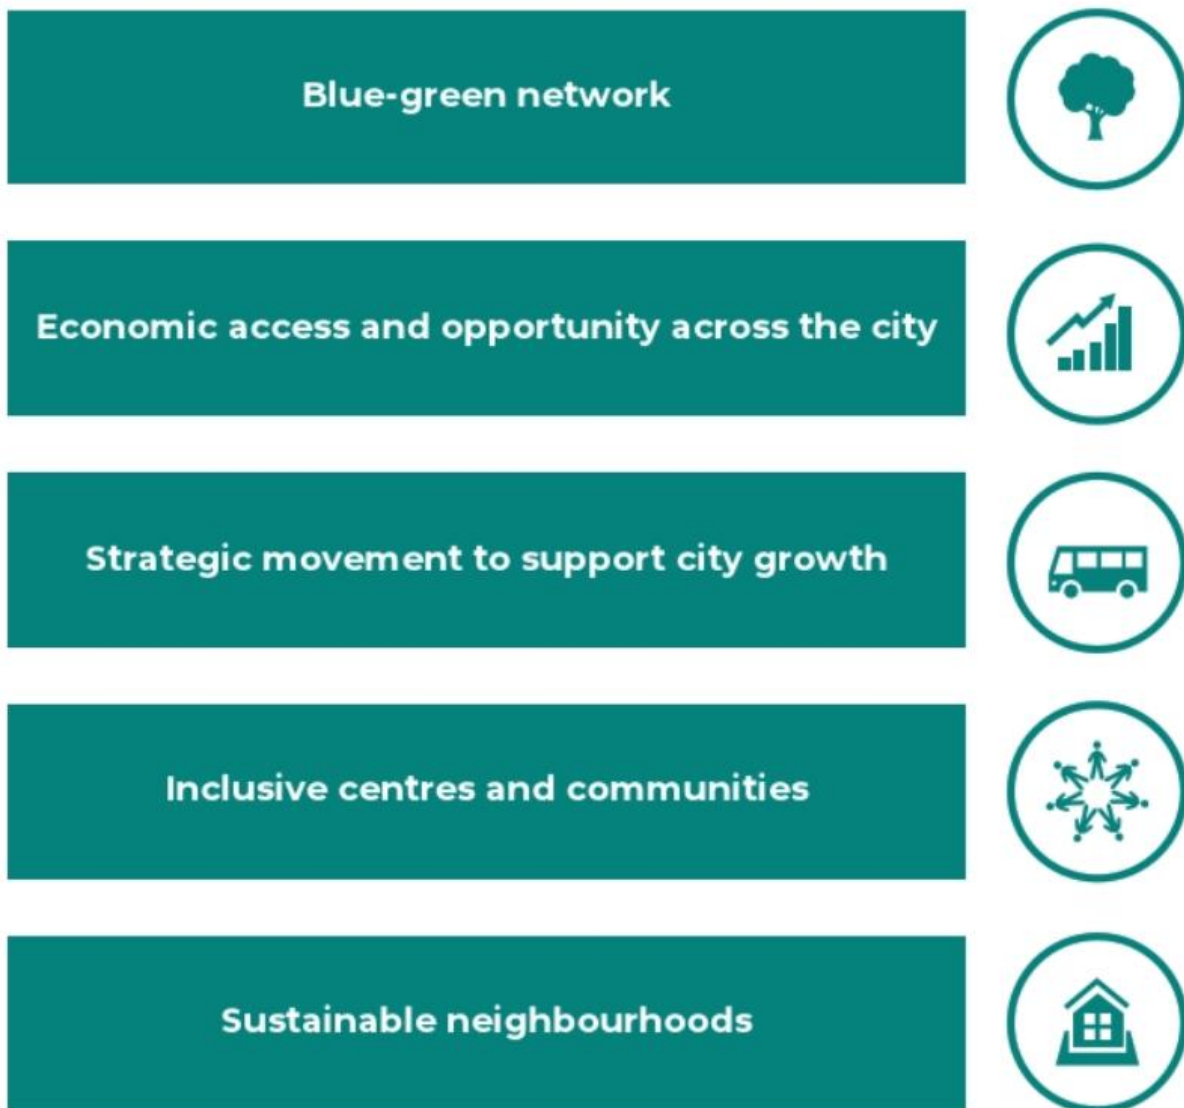 Blue-green network
Economic access and opportunity across the city
Strategic movement to support city growth
Inclusive centres and communities
Sustainable neighbourhoods